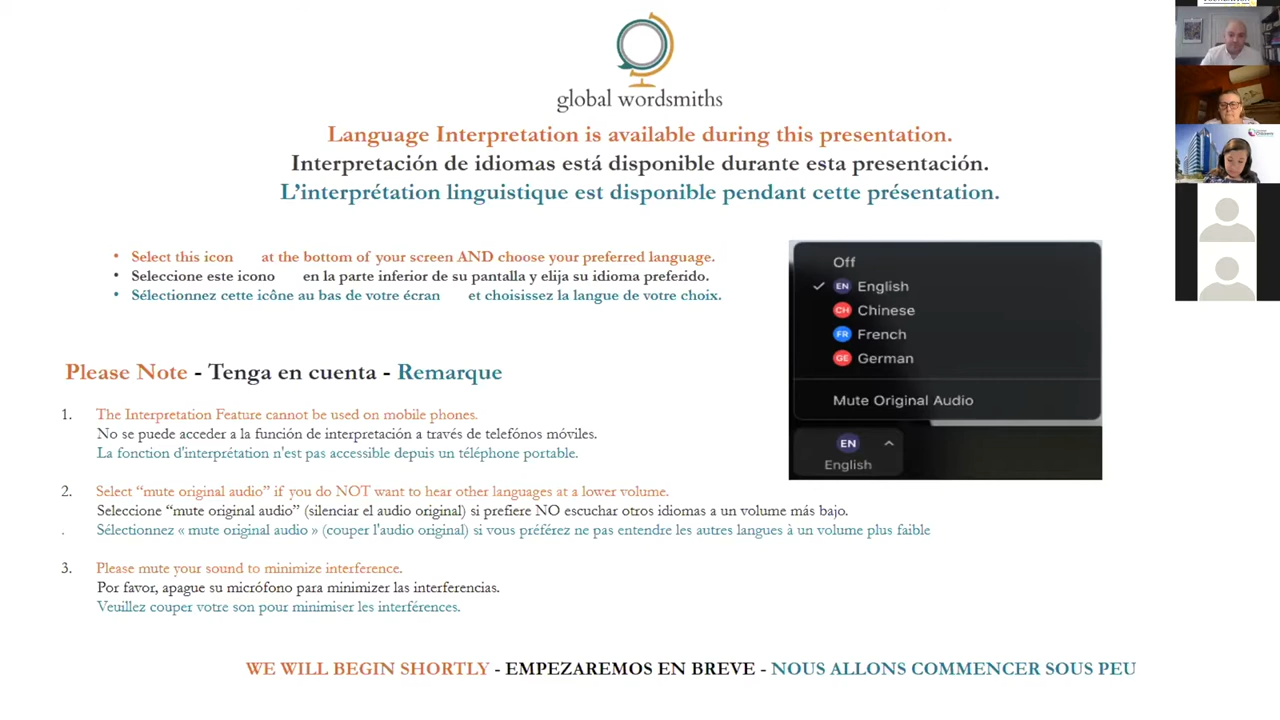 global wordsmiths
Language Interpretation is available during this presentation.
Interpretación de idiomas está disponible durante esta presentación.
L'interprétation linguistique est disponible pendant cette présentation.
• Select this icon at the bottom of your screen AND choose your preferred language.
• Seleccione este icono en la parte inferior de su pantalla y elija su idioma preferido.
• Sélectionnez cette icône au bas de votre écran et choisissez la langue de votre choix.
Off
EN English
CH Chinese
FR French
GE German
Mute Original Audio
EN
English
Please Note - Tenga en cuenta - Remarque
1. The Interpretation Feature cannot be used on mobile phones.
No se puede acceder a la función de interpretación a través de telefónos móviles.
La fonction d'interprétation n'est pas accessible depuis un téléphone portable.
2. Select “mute original audio” if you do NOT want to hear other languages at a lower volume.
Seleccione “mute original audio” (silenciar el audio original) si prefiere NO escuchar otros idiomas a un volumen más bajo.
. Sélectionnez « mute original audio » (couper l'audio original) si vous préférez ne pas entendre les autres langues à un volume plus faible
3. Please mute your sound to minimize interference.
Por favor, apague su micrófono para minimizar las interferencias.
Veuillez couper votre son pour minimiser les interférences.
WE WILL BEGIN SHORTLY - EMPEZAREMOS EN BREVE - NOUS ALLONS COMMENCER SOUS PEU